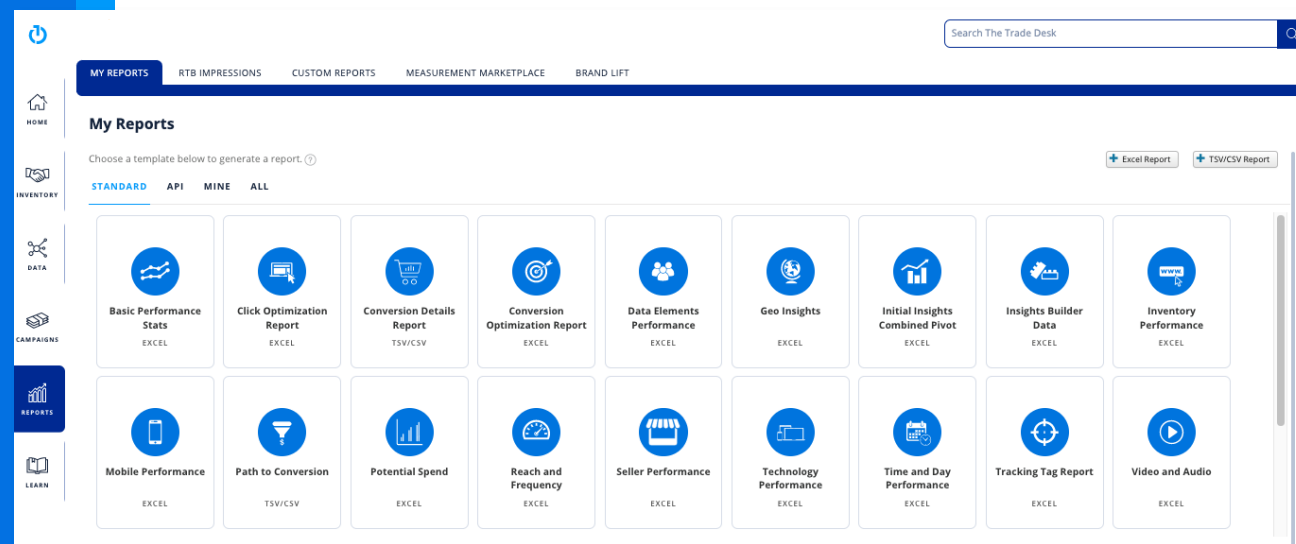 Search The Trade Desk
MY REPORTS
RTB IMPRESSIONS
CUSTOM REPORTS
MEASUREMENT MARKETPLACE
BRAND LIFT
HOME
INVENTORY
DATA
CAMPAIGNS
REPORTS
LEARN
My Reports
Choose a template below to generate a report. ?
+ Excel Report
+ TSV/CSV Report
STANDARD
API
MINE
ALL
Basic Performance
Stats
EXCEL
Click Optimization
Report
EXCEL
Conversion Details
Report
TSV/CSV
Conversion
Optimization Report
EXCEL
Data Elements
Performance
EXCEL
Geo Insights
EXCEL
Initial Insights
Combined Pivot
EXCEL
Insights Builder
Data
EXCEL
www
Inventory
Performance
EXCEL
Mobile Performance
EXCEL
$
Path to Conversion
TSV/CSV
Potential Spend
EXCEL
Reach and
Frequency
EXCEL
Seller Performance
EXCEL
Technology
Performance
EXCEL
Time and Day
Performance
EXCEL
Tracking Tag Report
EXCEL
Video and Audio
EXCEL